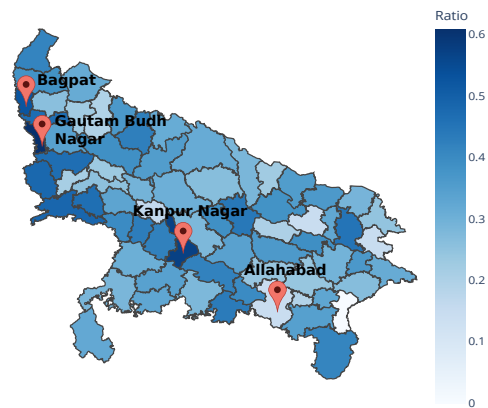 Ratio
0.6
Bagpat
Gautam Budh
Nagar
0.5
0.4
Kanpur Nagar
0.3
Allahabad
0.2
0.1
0